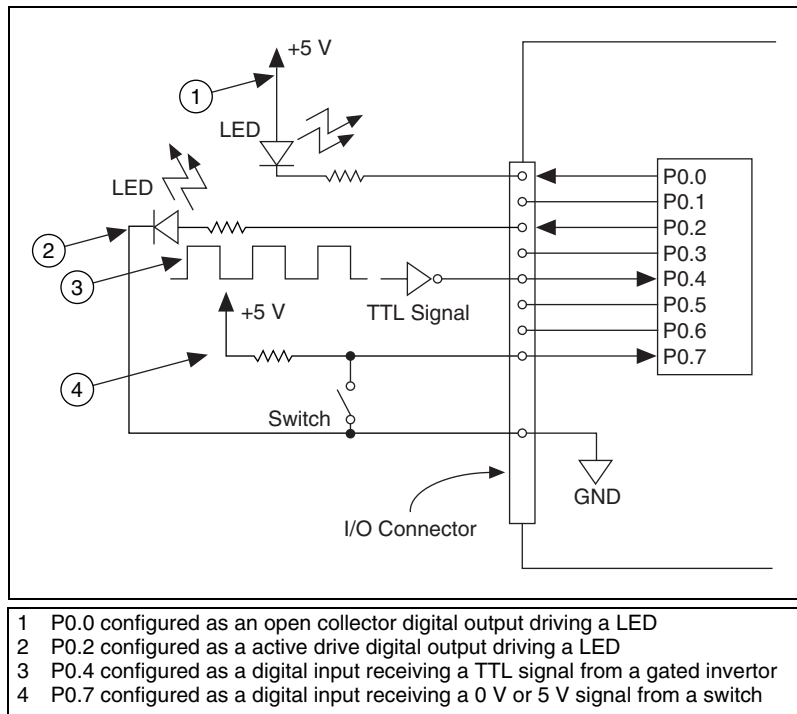 +5 V
1
LED
LED
P0.0
P0.1
2
P0.2
P0.3
3
TTL Signal
P0.4
+5 V
P0.5
P0.6
P0.7
4
Switch
GND
I/O Connector
1 P0.0 configured as an open collector digital output driving a LED
2 P0.2 configured as a active drive digital output driving a LED
3 P0.4 configured as a digital input receiving a TTL signal from a gated invertor
4 P0.7 configured as a digital input receiving a 0 V or 5 V signal from a switch